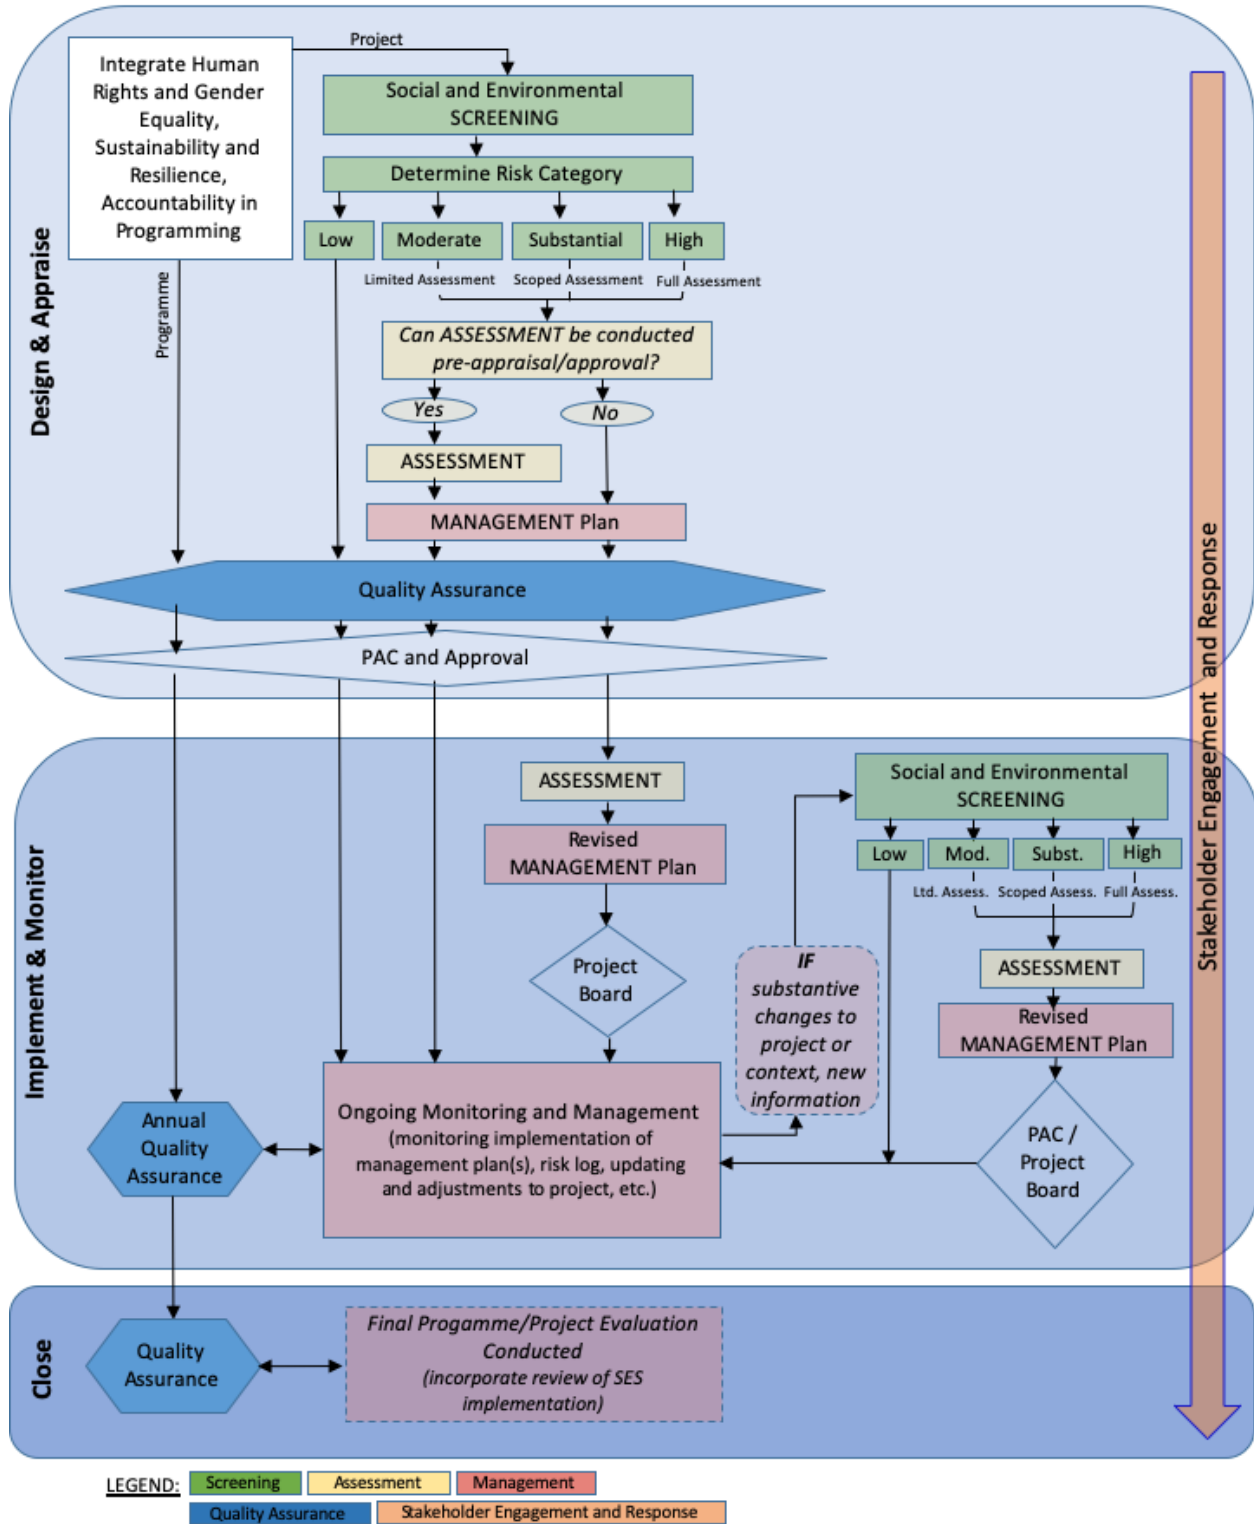 Project
Integrate Human
Rights and Gender
Equality,
Sustainability and
Resilience,
Accountability in
Programming
Social and Environmental
SCREENING
Determine Risk Category
Low
Moderate
Substantial
High
Limited Assessment
Scoped Assessment
Full Assessment
Programme
Can ASSESSMENT be conducted
pre-appraisal/approval?
Yes
No
ASSESSMENT
MANAGEMENT Plan
Quality Assurance
PAC and Approval
Design & Appraise
Stakeholder Engagement and Response
ASSESSMENT
Revised
MANAGEMENT Plan
Project
Board
Social and Environmental
SCREENING
Low
Mod.
Subst.
High
Ltd. Assess.
Scoped Assess.
Full Assess.
ASSESSMENT
Revised
MANAGEMENT Plan
PAC /
Project
Board
IF
substantive
changes to
project or
context, new
information
Ongoing Monitoring and Management
(monitoring implementation of
management plan(s), risk log, updating
and adjustments to project, etc.)
Annual
Quality
Assurance
Implement & Monitor
Close
Quality
Assurance
Final Progamme/Project Evaluation
Conducted
(incorporate review of SES
implementation)
LEGEND:
Screening
Assessment
Management
Quality Assurance
Stakeholder Engagement and Response